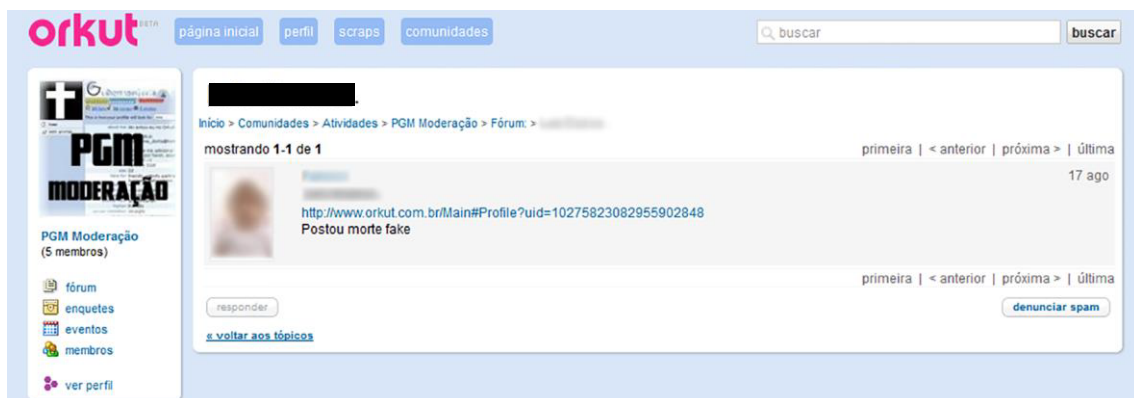 orkut BETA
página inicial perfil scraps comunidades
buscar buscar
Início > Comunidades > Atividades > PGM Moderação > Fórum: >
mostrando 1-1 de 1 primeira | < anterior | próxima > | última
17 ago
http://www.orkut.com.br/Main#Profile?uid=10275823082955902848
Postou morte fake
primeira | < anterior | próxima > | última
responder denunciar spam
« voltar aos tópicos
PGM
MODERAÇÃO
PGM Moderação
(5 membros)
fórum
enquetes
eventos
membros
ver perfil